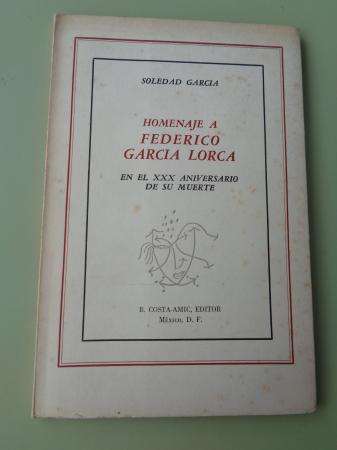 SOLEDAD GARCIA
HOMENAJE A
FEDERICO
GARCIA LORCA
EN EL XXX ANIVERSARIO
DE SU MUERTE
B. COSTA-AMIC, EDITOR
México, D. F.